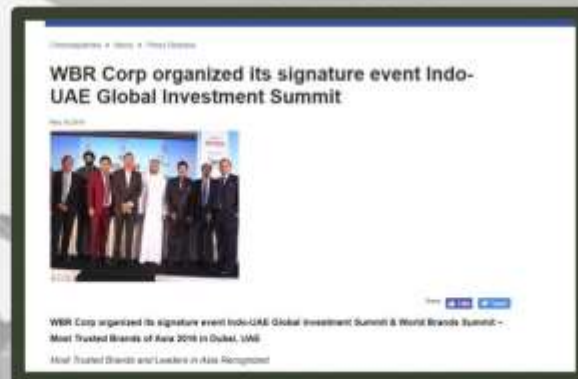 WBR Corp organized its signature event Indo-
UAE Global Investment Summit
WBR Corp organized its signature event Indo-UAE Global Investment Summit & World Brands Summit –
Most Trusted Brands of Asia 2016 in Dubai, UAE
Most Trusted Brands and Leaders in Asia Recognized